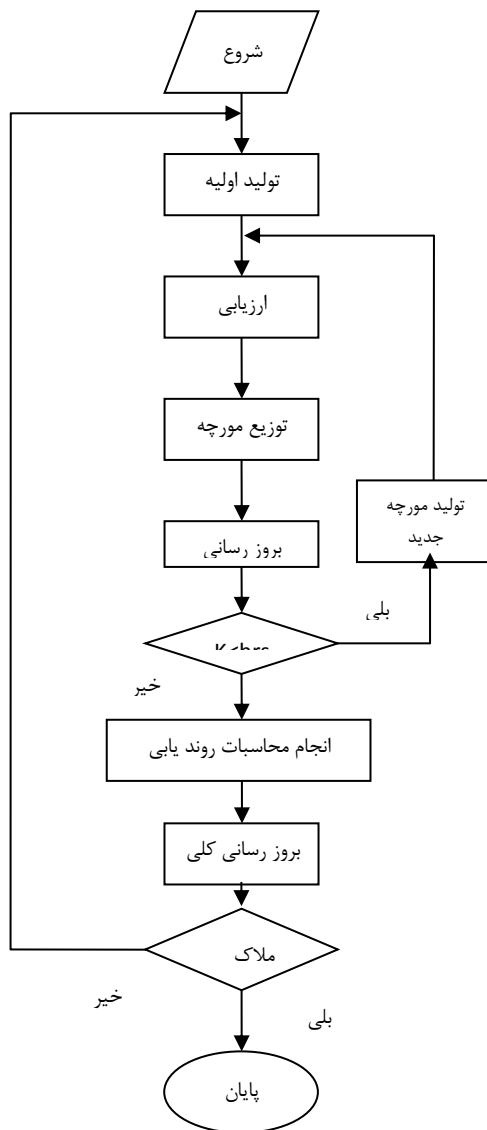 شروع
تولید اولیه
ارزیابی
توزیع مورچه
تولید مورچه
جدید
بروز رسانی
بلی
خیر
انجام محاسبات روند یابی
بروز رسانی کلی
ملاک
خیر
بلی
پایان